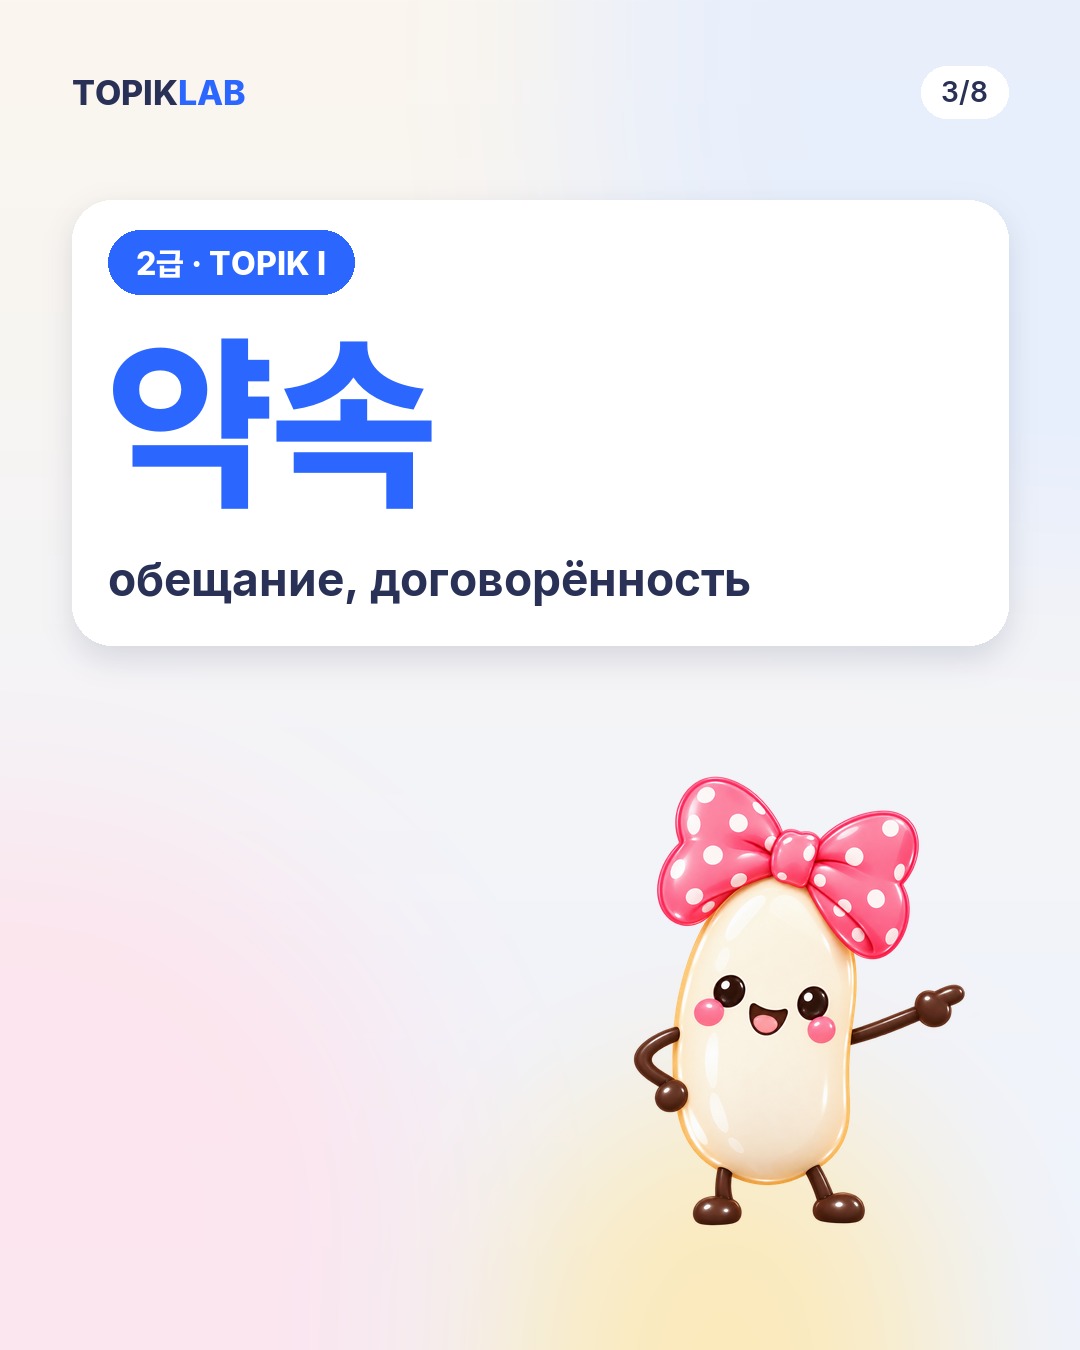 TOPIKLAB
3/8
2급 · TOPIK I
약속
обещание, договорённость